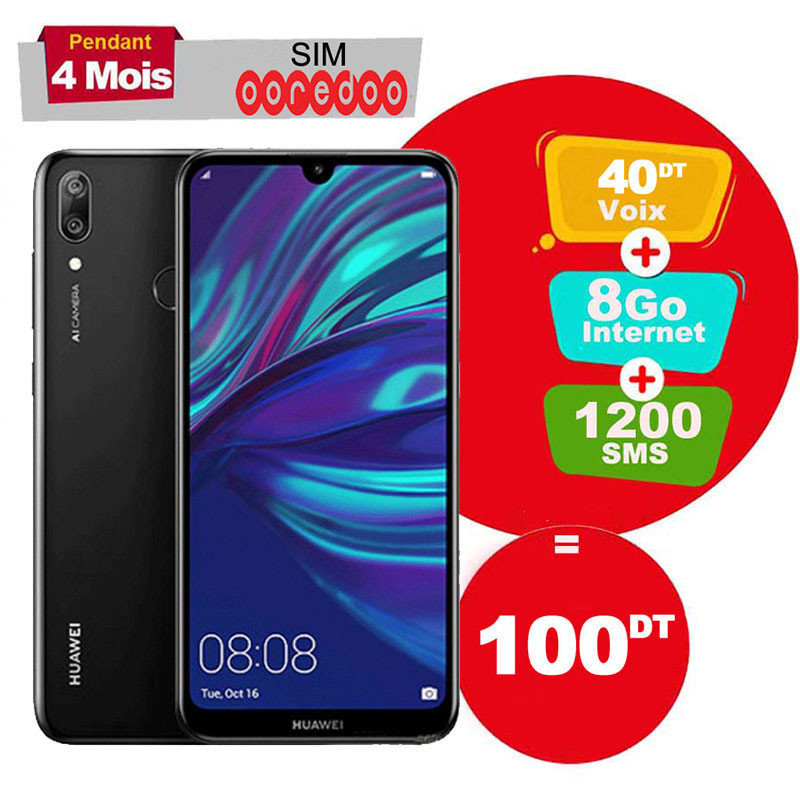 Pendant
4 Mois
SIM
ooredoo
40DT
Voix
+
8Go
Internet
+
1200
SMS
=
100DT
AI CAMERA
HUAWEI
08:08
Tue, Oct 16
HUAWEI